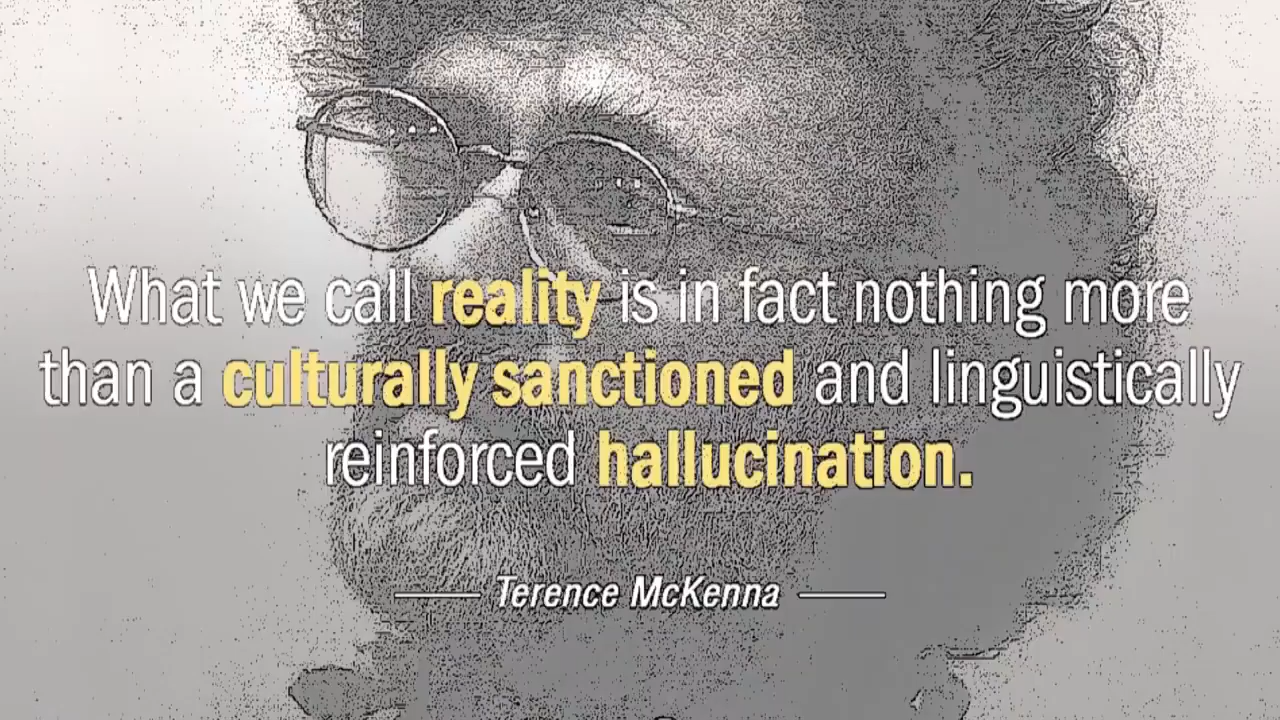 What we call reality is in fact nothing more
than a culturally sanctioned and linguistically
reinforced hallucination.
Terence McKenna